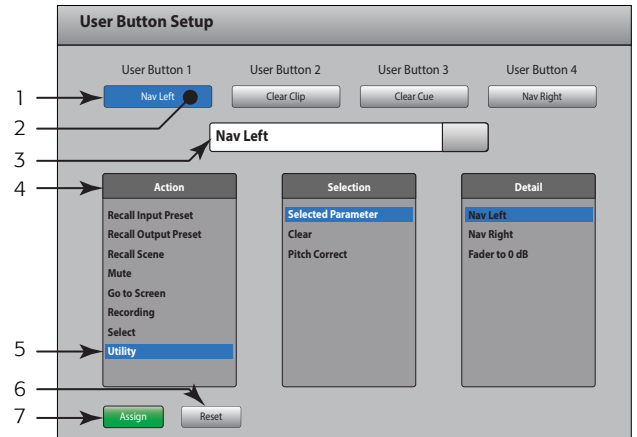 User Button Setup
User Button 1 User Button 2 User Button 3 User Button 4
1 Nav Left Clear Clip Clear Cue Nav Right
2
3 Nav Left
4 Action Selection Detail
Recall Input Preset Selected Parameter Nav Left
Recall Output Preset Clear Nav Right
Recall Scene Pitch Correct Fader to 0 dB
Mute
Go to Screen
Recording
Select
5 Utility
6
7 Assign Reset